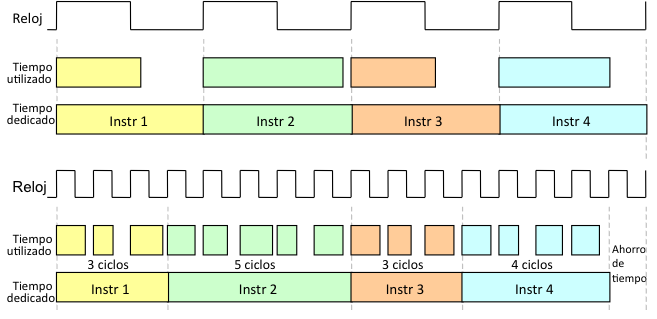 Reloj
Tiempo
utilizado
Tiempo
dedicado
Instr 1
Instr 2
Instr 3
Instr 4
Reloj
Tiempo
utilizado
3 ciclos
5 ciclos
3 ciclos
4 ciclos
Ahorro
de
tiempo
Tiempo
dedicado
Instr 1
Instr 2
Instr 3
Instr 4